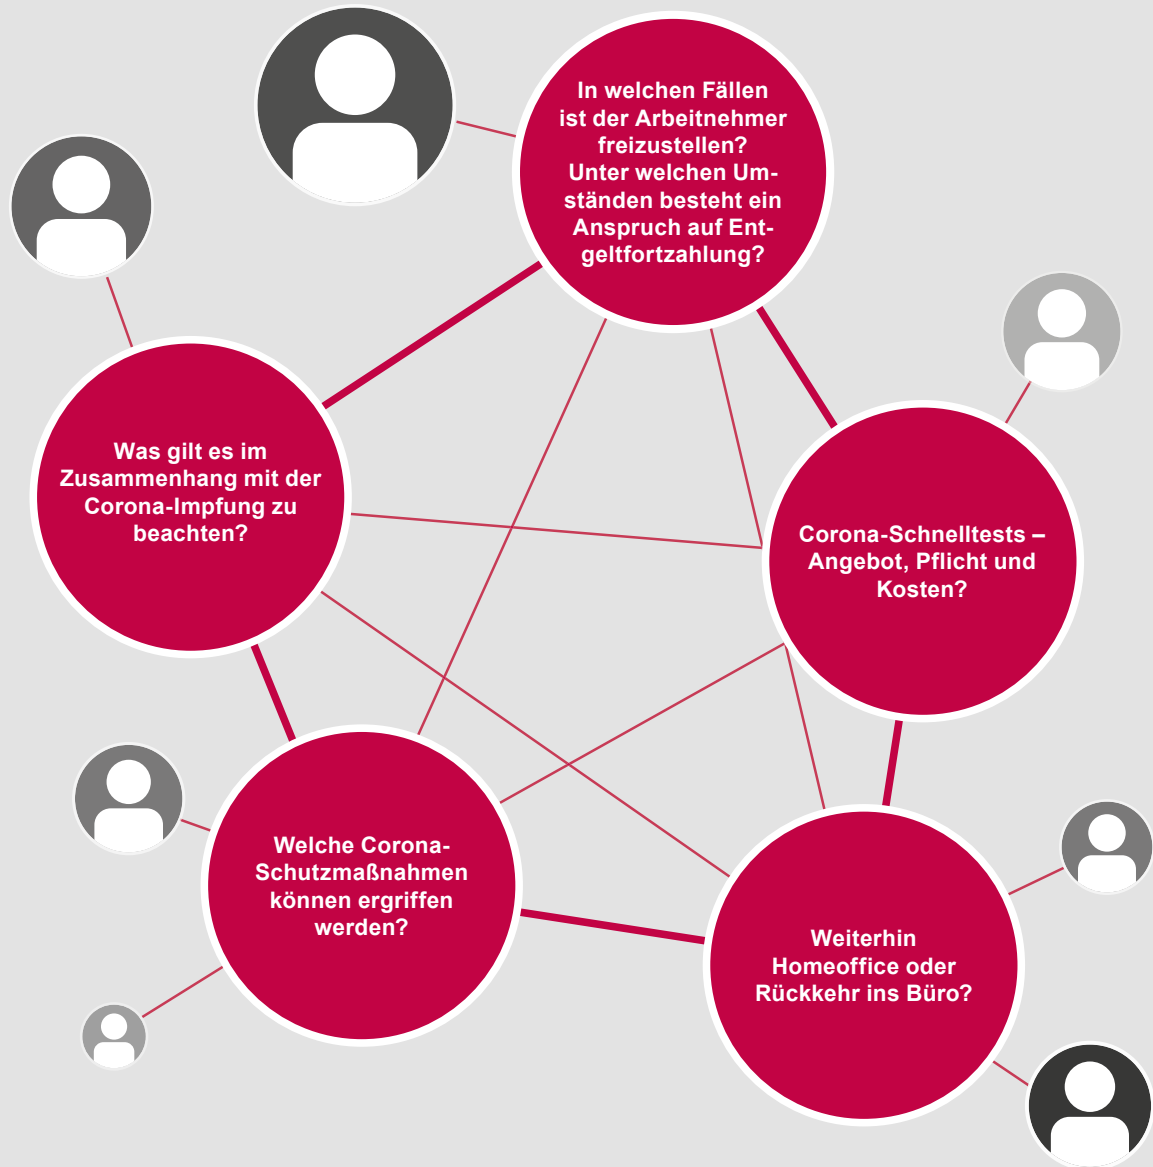 In welchen Fällen
ist der Arbeitnehmer
freizustellen?
Unter welchen Um-
ständen besteht ein
Anspruch auf Ent-
geltfortzahlung?
Was gilt es im
Zusammenhang mit der
Corona-Impfung zu
beachten?
Corona-Schnelltests –
Angebot, Pflicht und
Kosten?
Welche Corona-
Schutzmaßnahmen
können ergriffen
werden?
Weiterhin
Homeoffice oder
Rückkehr ins Büro?